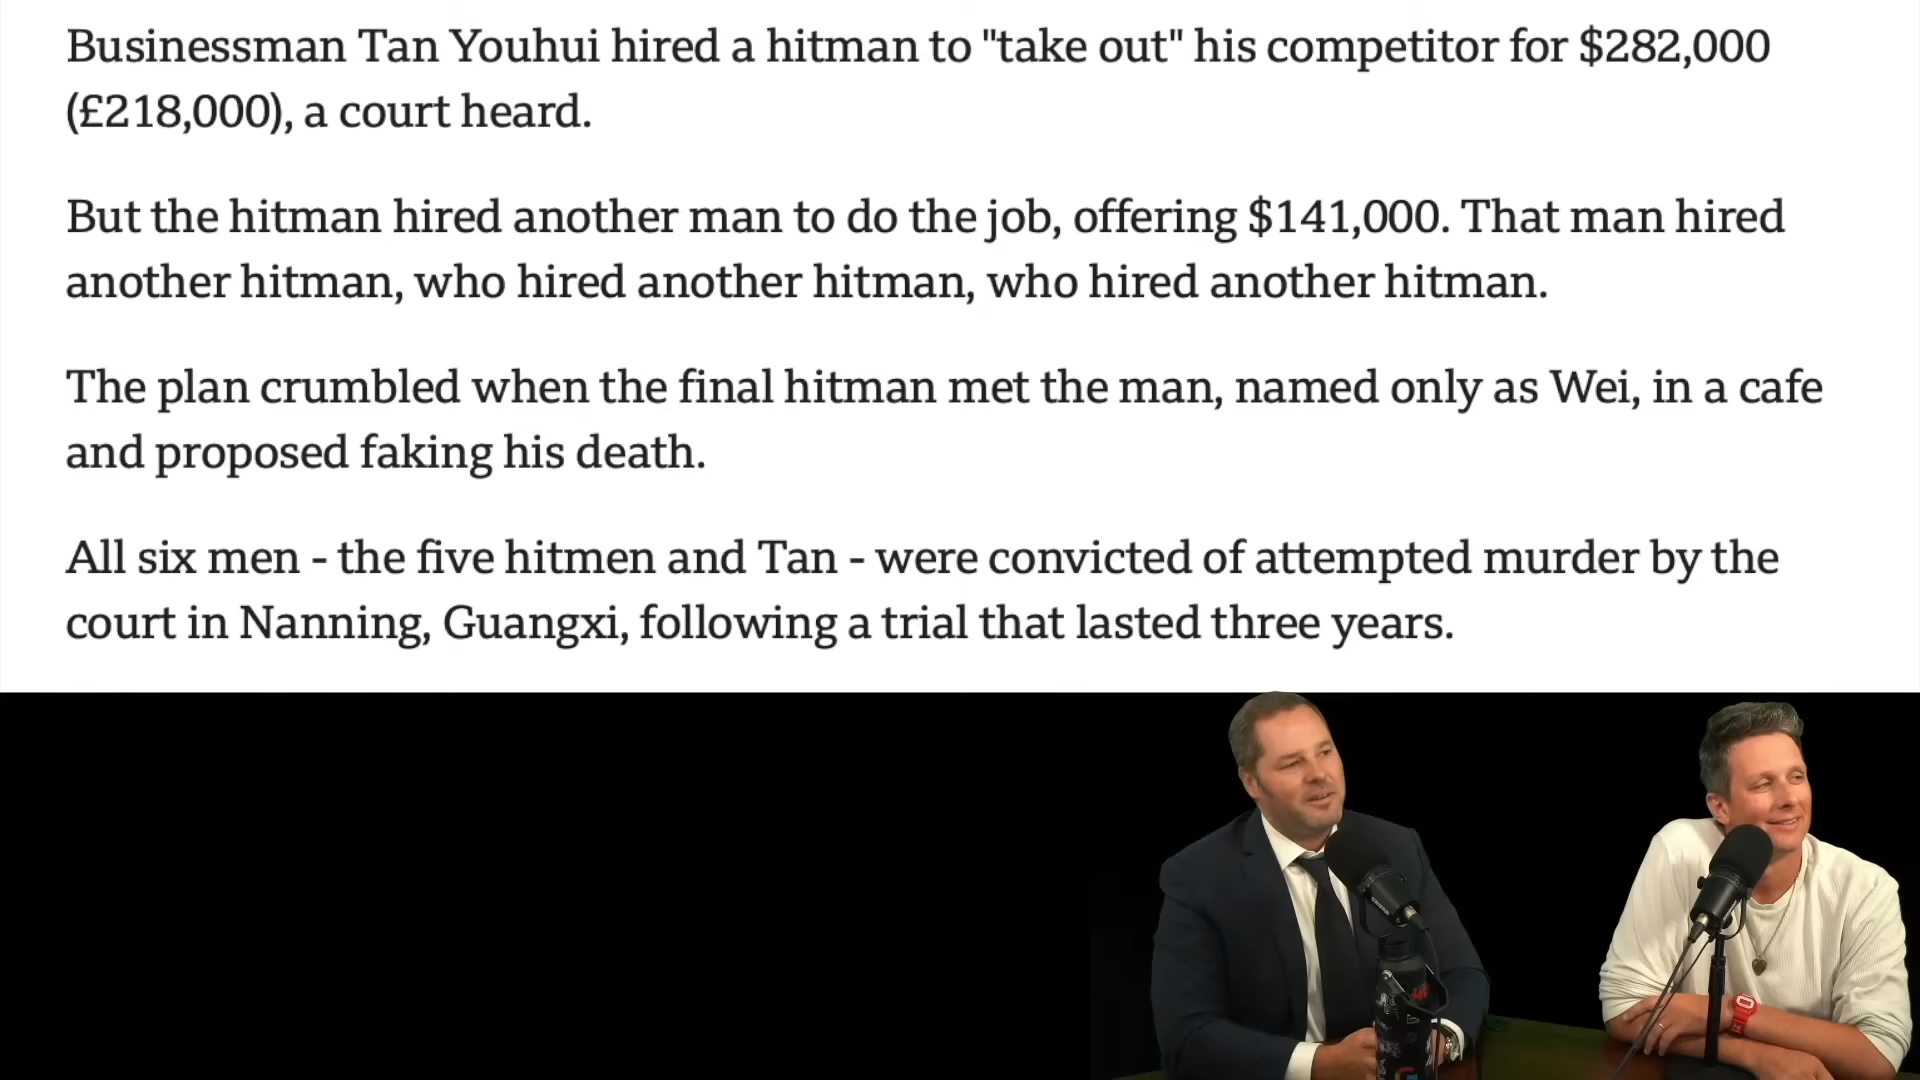 Businessman Tan Youhui hired a hitman to "take out" his competitor for $282,000
(£218,000), a court heard.
But the hitman hired another man to do the job, offering $141,000. That man hired
another hitman, who hired another hitman, who hired another hitman.
The plan crumbled when the final hitman met the man, named only as Wei, in a cafe
and proposed faking his death.
All six men - the five hitmen and Tan - were convicted of attempted murder by the
court in Nanning, Guangxi, following a trial that lasted three years.